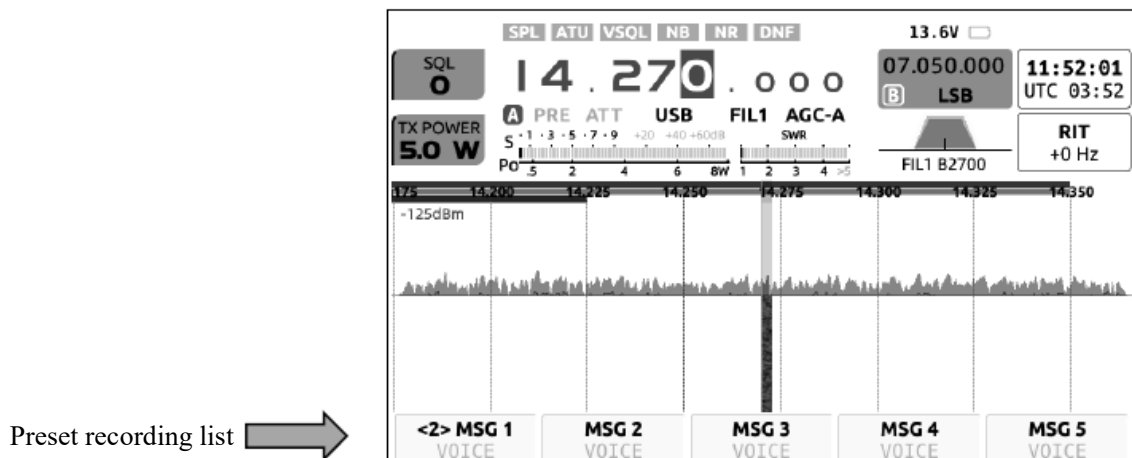 SPL ATU VSQL NB NR DNF 13.6V
SQL
0
14.270.000
07.050.000
B LSB
11:52:01
UTC 03:52
A PRE ATT USB FIL1 AGC-A
TX POWER
5.0 W
S ·1 ·3 ·5 ·7 ·9 +20 +40 +60dB SWR
Po .5 2 4 6 8W 1 2 3 4 >5
FIL1 B2700
RIT
+0 Hz
175 14.200 14.225 14.250 14.275 14.300 14.325 14.350
-125dBm
Preset recording list
<2> MSG 1 MSG 2 MSG 3 MSG 4 MSG 5
VOICE VOICE VOICE VOICE VOICE